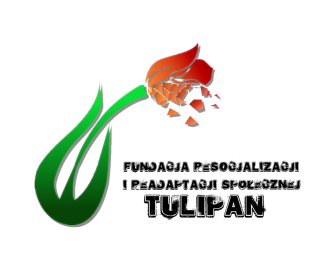 FUNDACJA RESOCJALIZACJI
I READAPTACJI SPOŁECZNEJ
TULIPAN